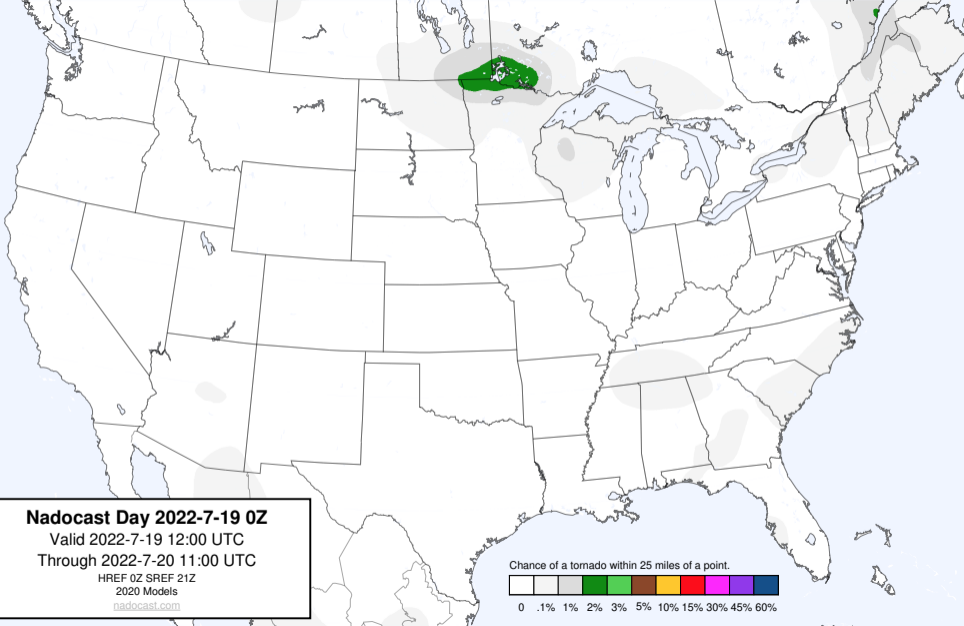 Nadocast Day 2022-7-19 0Z
Valid 2022-7-19 12:00 UTC
Through 2022-7-20 11:00 UTC
HREF 0Z SREF 21Z
2020 Models
nadocast.com
Chance of a tornado within 25 miles of a point.
0 .1% 1% 2% 3% 5% 10% 15% 30% 45% 60%